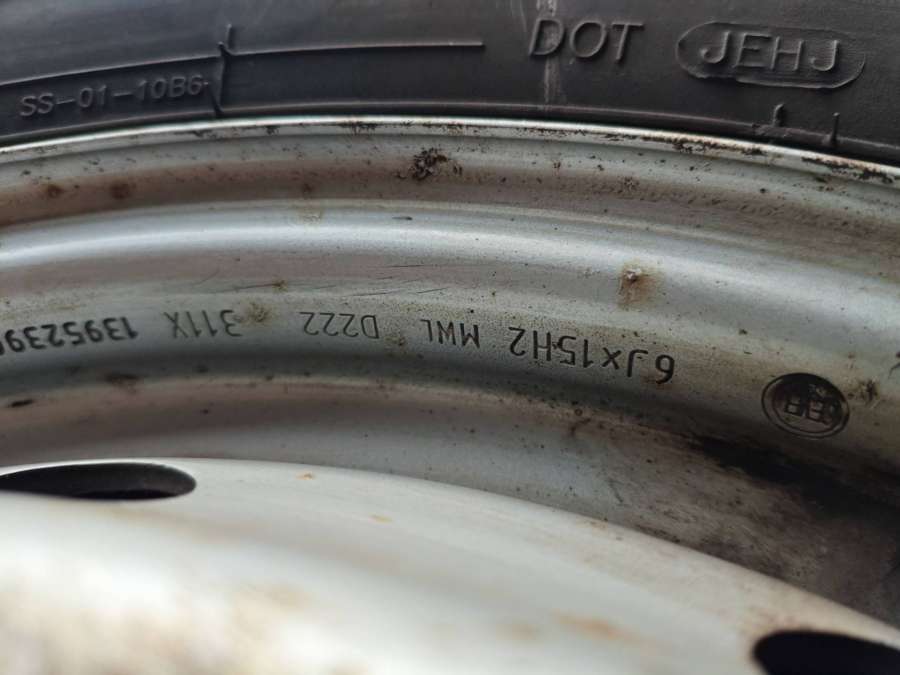 DOT JEHJ
SS-01-10B6-
6Jx15H2 MWL D222 311X